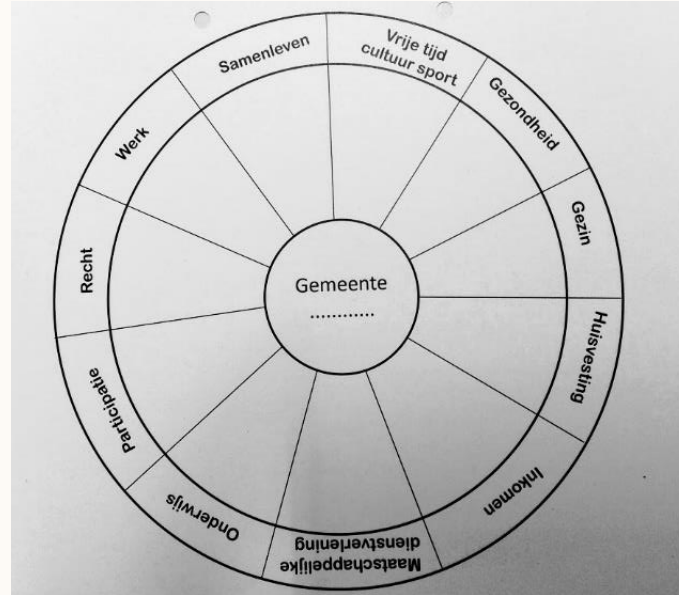 Samenleven
Vrije tijd
cultuur sport
Gezondheid
Gezin
Huisvesting
Inkomen
Maatschappelijke
dienstverlening
Onderwijs
Participatie
Recht
Werk
Gemeente
............